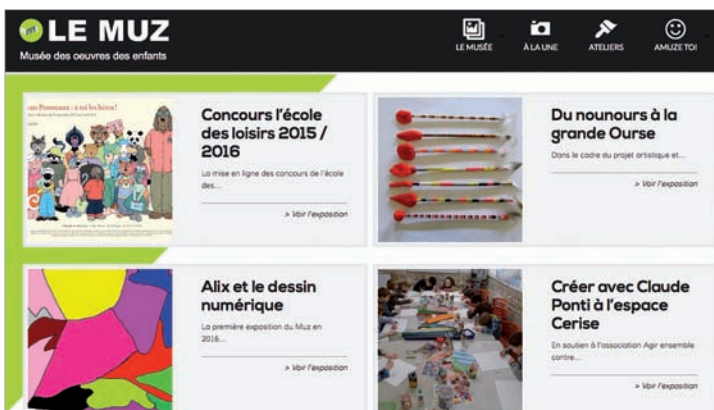 LE MUZ
Musée des oeuvres des enfants
LE MUSÉE
À LA UNE
ATELIERS
AMUZE TOI
Concours l'école
des loisirs 2015 /
2016
La mise en ligne des concours de l'école
des...
> Voir l'exposition
Du nounours à la
grande Ourse
Dans le cadre du projet artistique et...
> Voir l'exposition
Alix et le dessin
numérique
La première exposition du Muz en
2016...
> Voir l'exposition
Créer avec Claude
Ponti à l'espace
Cerise
En soutien à l'association Agir ensemble
contre...
> Voir l'exposition